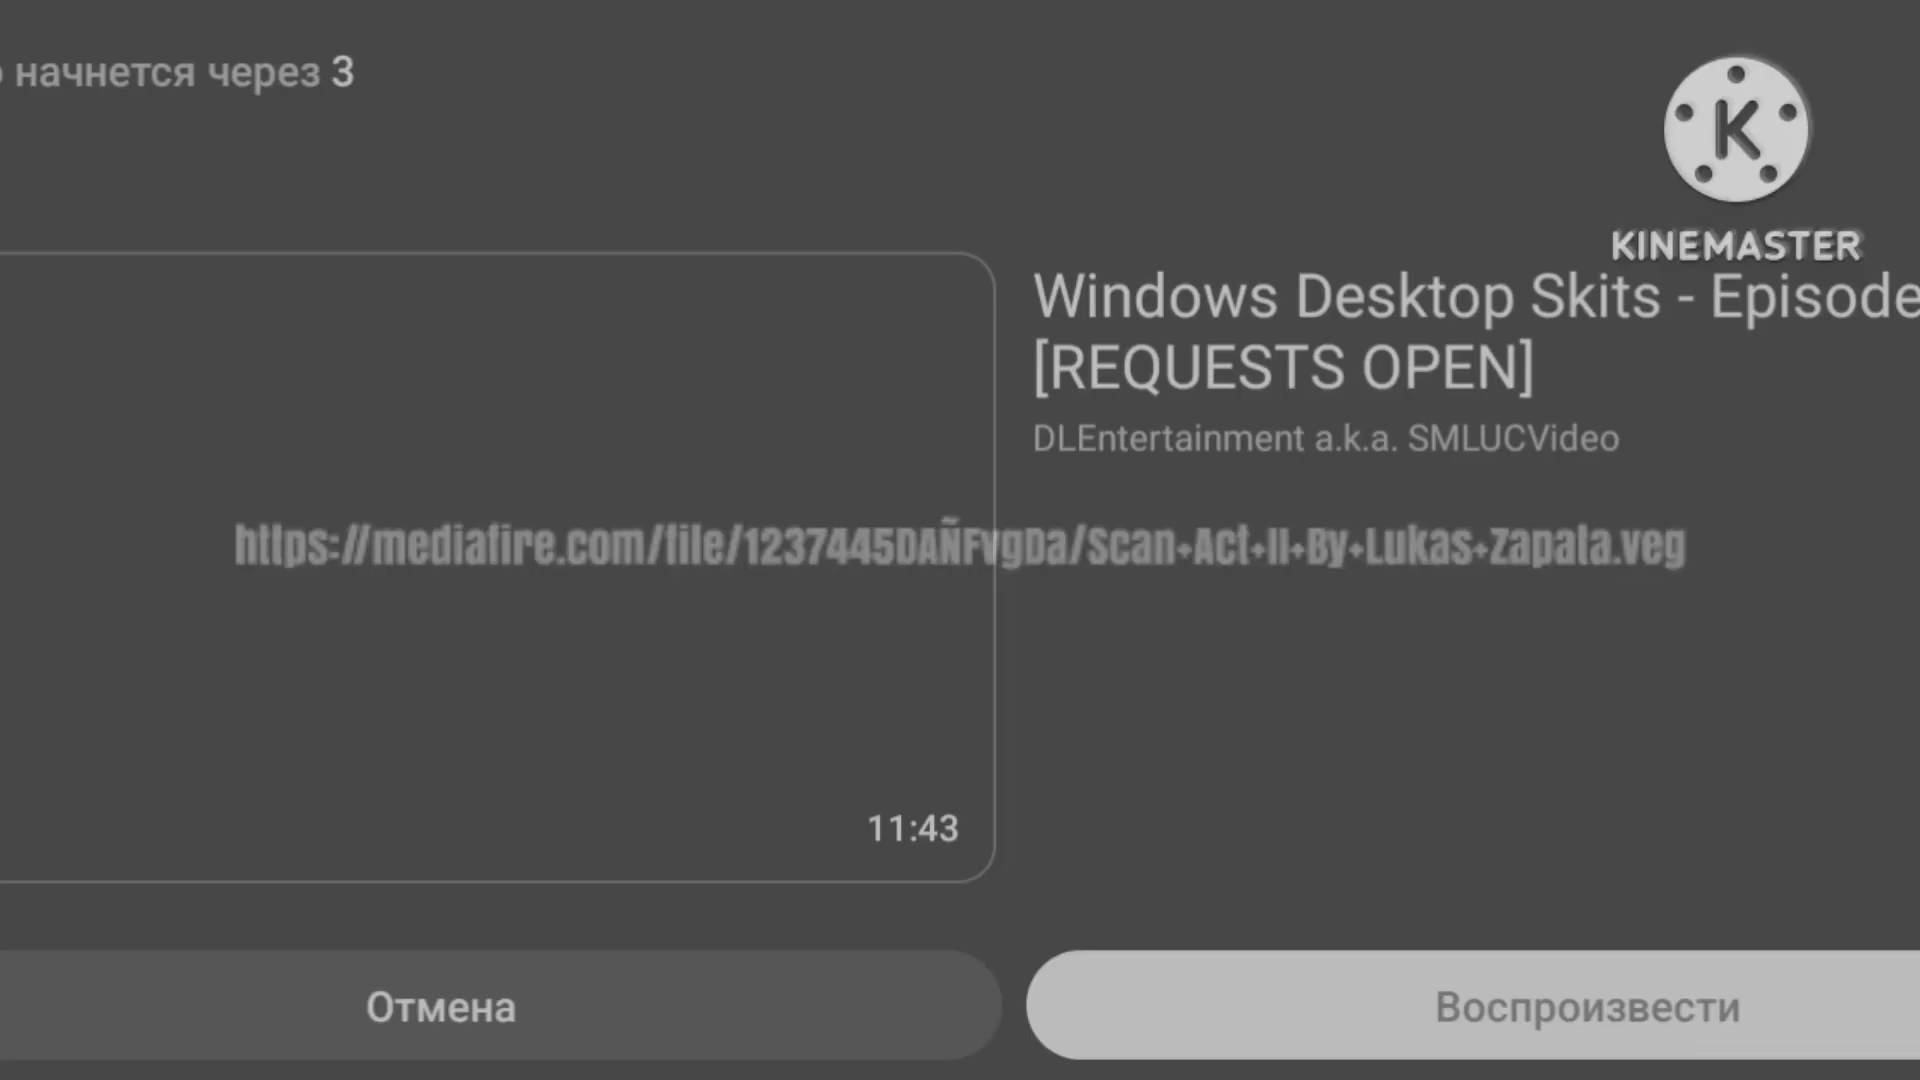 начнется через 3
K
KINEMASTER
Windows Desktop Skits - Episode
[REQUESTS OPEN]
DLEntertainment a.k.a. SMLUCVideo
https://mediafire.com/file/1237445DAÑFvgDa/Scan+Act+II+By+Lukas+Zapata.veg
11:43
Отмена
Воспроизвести